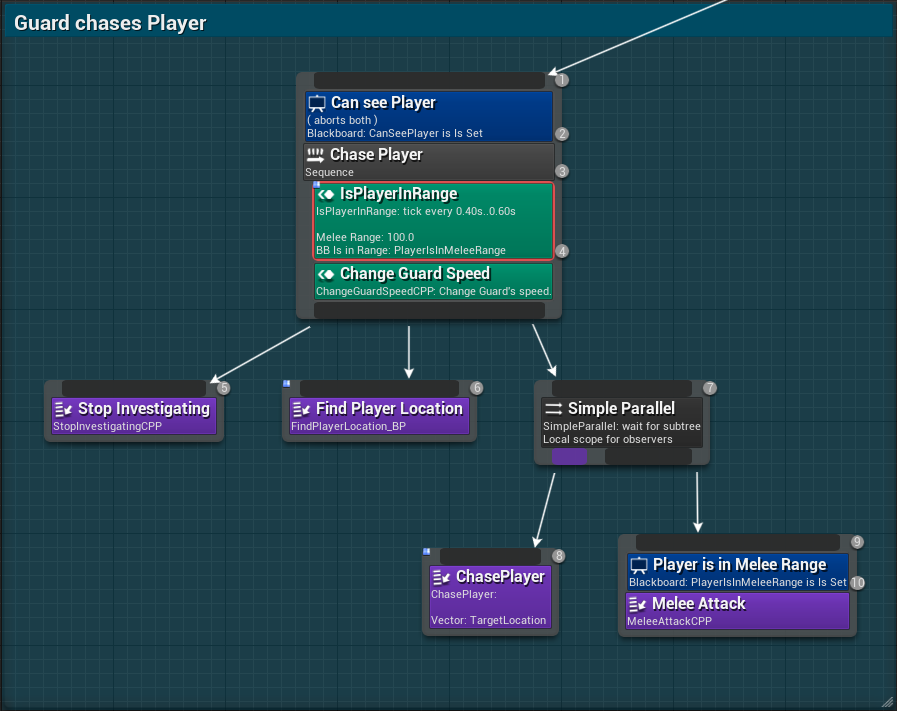 Guard chases Player
1
Can see Player
( aborts both )
Blackboard: CanSeePlayer is Is Set
2
Chase Player
Sequence
3
IsPlayerInRange
IsPlayerInRange: tick every 0.40s..0.60s
Melee Range: 100.0
BB Is in Range: PlayerIsInMeleeRange
4
Change Guard Speed
ChangeGuardSpeedCPP: Change Guard's speed.
5
Stop Investigating
StopInvestigatingCPP
6
Find Player Location
FindPlayerLocation_BP
7
Simple Parallel
SimpleParallel: wait for subtree
Local scope for observers
8
ChasePlayer
ChasePlayer:
Vector: TargetLocation
9
Player is in Melee Range
Blackboard: PlayerIsInMeleeRange is Is Set
10
Melee Attack
MeleeAttackCPP